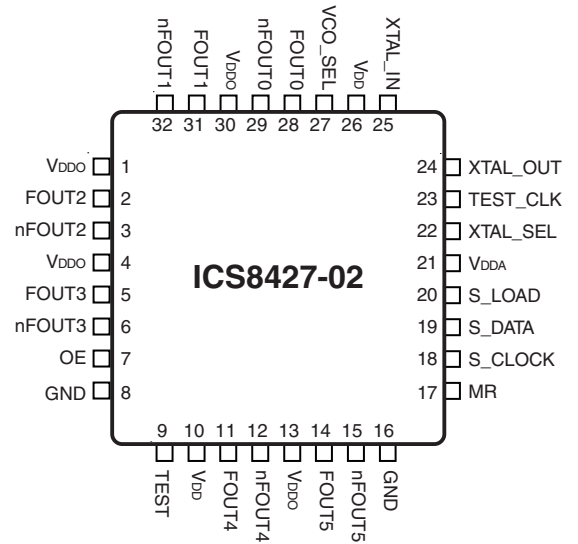 nFOUT1 FOUT1 VDDO nFOUT0 FOUT0 VCO_SEL VDD XTAL_IN
32 31 30 29 28 27 26 25
VDDO 1
FOUT2 2
nFOUT2 3
VDDO 4
FOUT3 5
nFOUT3 6
OE 7
GND 8
ICS8427-02
24 XTAL_OUT
23 TEST_CLK
22 XTAL_SEL
21 VDDA
20 S_LOAD
19 S_DATA
18 S_CLOCK
17 MR
9 10 11 12 13 14 15 16
TEST VDD FOUT4 nFOUT4 VDDO FOUT5 nFOUT5 GND